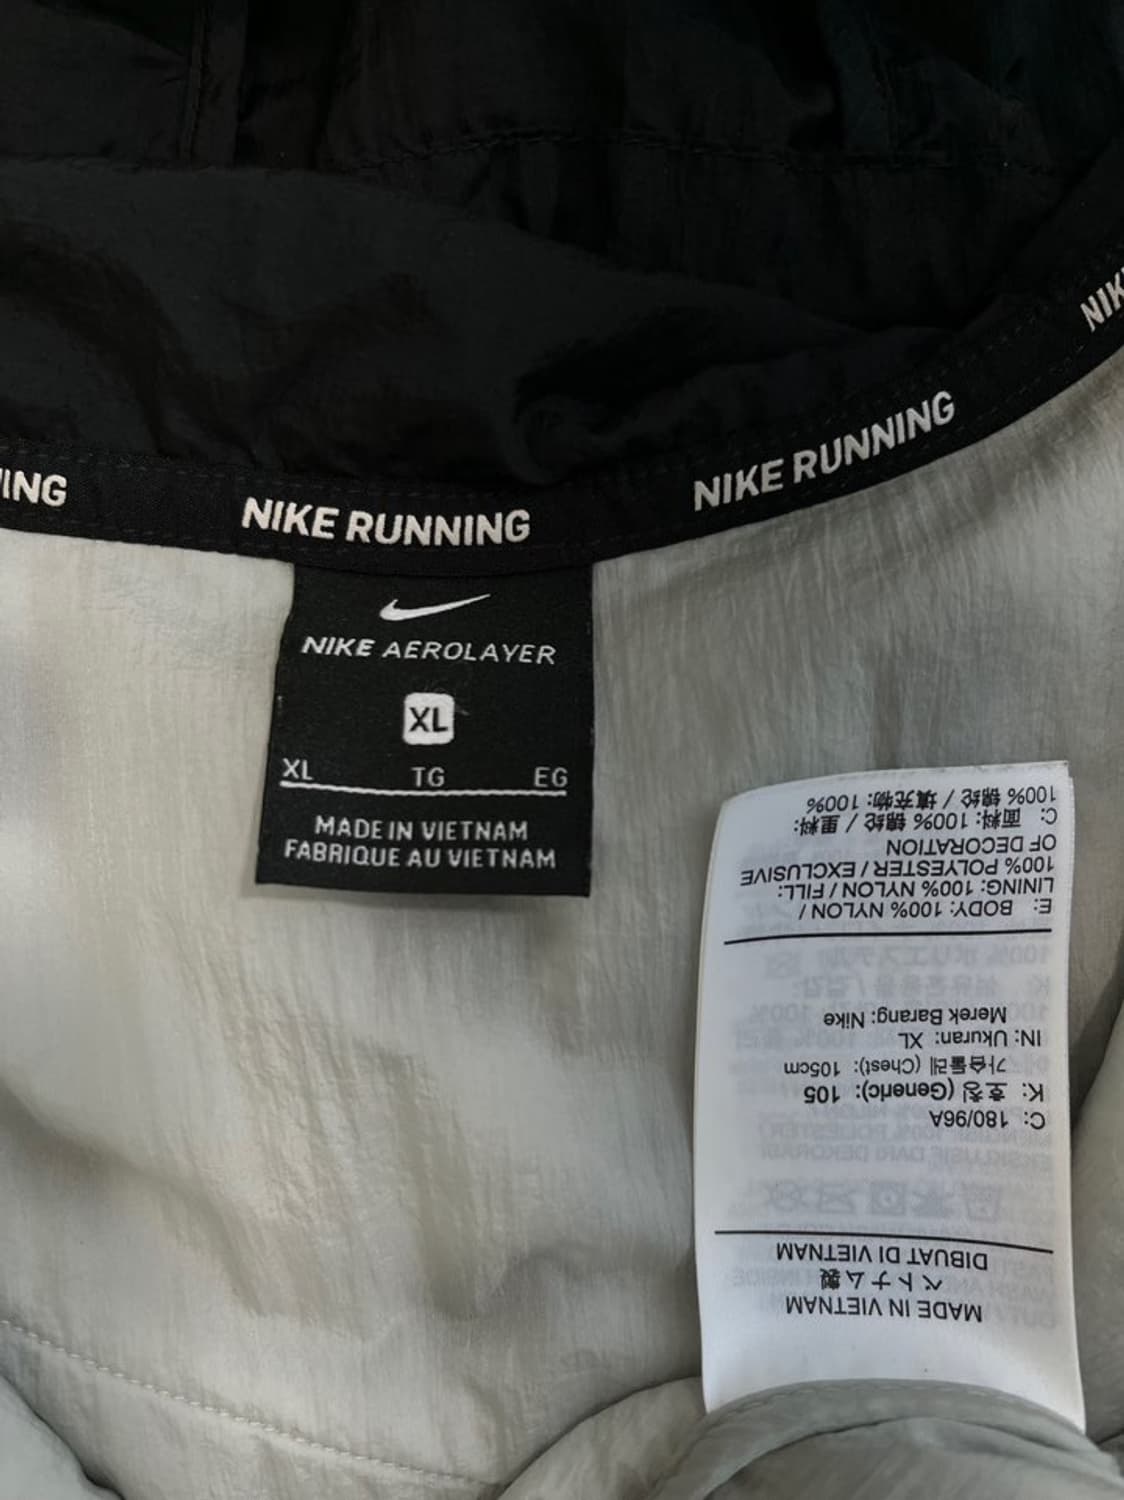 NIK
NING
NIKE RUNNING
NIKE RUNNING
NIKE AEROLAYER
XL
XL TG EG
MADE IN VIETNAM
FABRIQUE AU VIETNAM
MADE IN VIETNAM
ベトナム製
DIBUAT DI VIETNAM
C: 180/96A
K: 호칭 (Generic): 105
가슴둘레 (Chest): 105cm
IN: Ukuran: XL
Merek Barang: Nike
E: BODY: 100% NYLON /
LINING: 100% NYLON / FILL:
100% POLYESTER / EXCLUSIVE
OF DECORATION
C: 面料: 100% 锦纶 / 里料:
100% 锦纶 / 填充物: 100%